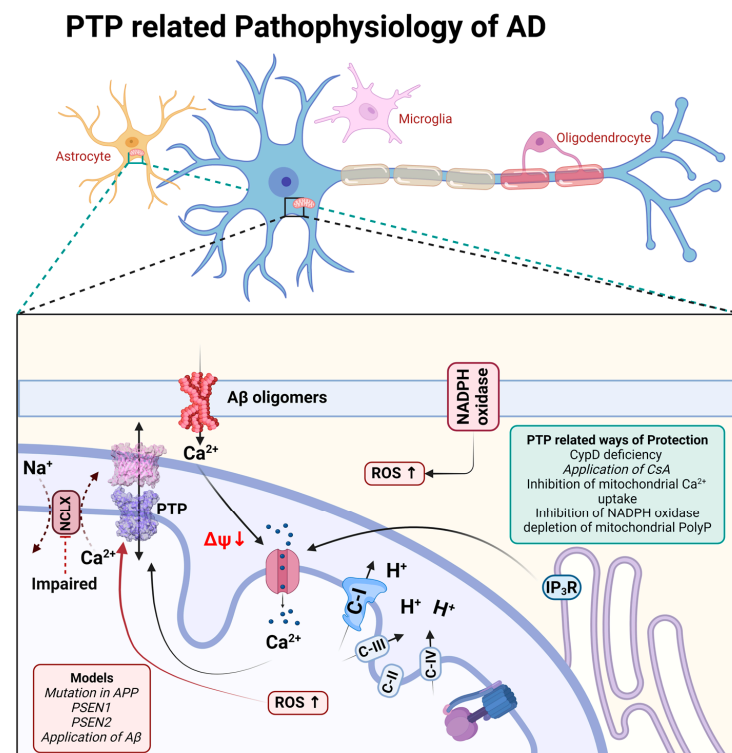 PTP related Pathophysiology of AD
Microglia
Oligodendrocyte
Astrocyte
Aβ oligomers
NADPH
oxidase
Ca²⁺
ROS ↑
PTP related ways of Protection
CypD deficiency
Application of CsA
Inhibition of mitochondrial Ca²⁺
uptake
Inhibition of NADPH oxidase
depletion of mitochondrial PolyP
Na⁺
NCLX
PTP
Δψ↓
Ca²⁺
Impaired
IP₃R
H⁺
C-I
H⁺
H⁺
Ca²⁺
C-III
C-IV
C-II
Models
Mutation in APP
PSEN1
PSEN2
Application of Aβ
ROS ↑